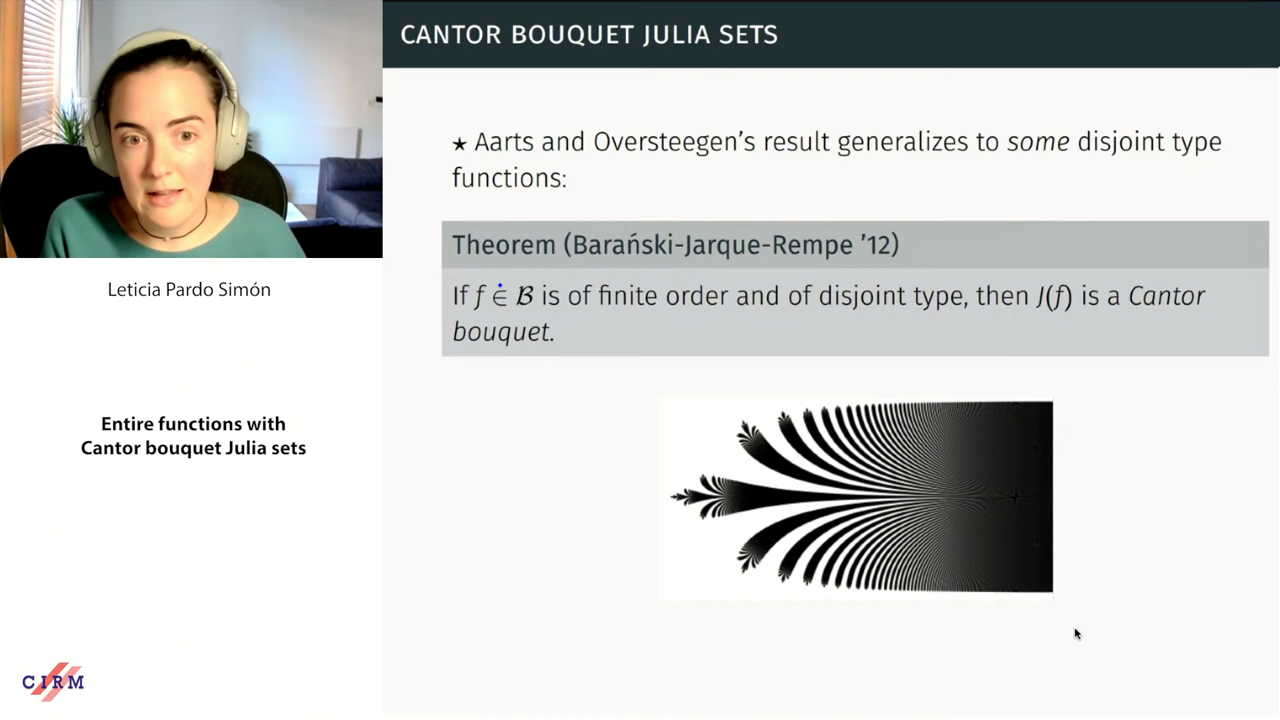 CANTOR BOUQUET JULIA SETS
★ Aarts and Oversteegen's result generalizes to some disjoint type
functions:
Theorem (Barański-Jarque-Rempe '12)
If f ∈ B is of finite order and of disjoint type, then J(f) is a Cantor
bouquet.
Leticia Pardo Simón
Entire functions with
Cantor bouquet Julia sets
CIRM